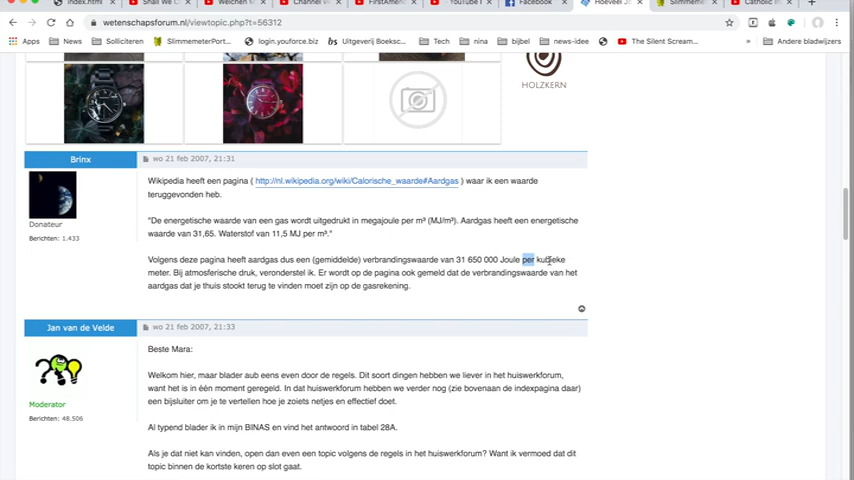 index.html
Shall We C
Welchen M
Channel v
FirstAmen
YouTube I
Facebook
Hoeveel Jo
Slimmemet
Catholic In
wetenschapsforum.nl/viewtopic.php?t=56312
Apps News Solliciteren SlimmemeterPort... login.youforce.biz Uitgeverij Boeksc... Tech nina bijbel news-idee The Silent Scream... Andere bladwijzers
HOLZKERN
Brinx
wo 21 feb 2007, 21:31
Wikipedia heeft een pagina ( http://nl.wikipedia.org/wiki/Calorische_waarde#Aardgas ) waar ik een waarde
teruggevonden heb.
Donateur
Berichten: 1.433
"De energetische waarde van een gas wordt uitgedrukt in megajoule per m³ (MJ/m³). Aardgas heeft een energetische
waarde van 31,65. Waterstof van 11,5 MJ per m³."
Volgens deze pagina heeft aardgas dus een (gemiddelde) verbrandingswaarde van 31 650 000 Joule per kubieke
meter. Bij atmosferische druk, veronderstel ik. Er wordt op de pagina ook gemeld dat de verbrandingswaarde van het
aardgas dat je thuis stookt terug te vinden moet zijn op de gasrekening.
Jan van de Velde
wo 21 feb 2007, 21:33
Beste Mara:
Moderator
Berichten: 48.506
Welkom hier, maar blader aub eens even door de regels. Dit soort dingen hebben we liever in het huiswerkforum,
want het is in één moment geregeld. In dat huiswerkforum hebben we verder nog (zie bovenaan de indexpagina daar)
een bijsluiter om je te vertellen hoe je zoiets netjes en effectief doet.
Al typend blader ik in mijn BINAS en vind het antwoord in tabel 28A.
Als je dat niet kan vinden, open dan even een topic volgens de regels in het huiswerkforum? Want ik vermoed dat dit
topic binnen de kortste keren op slot gaat.